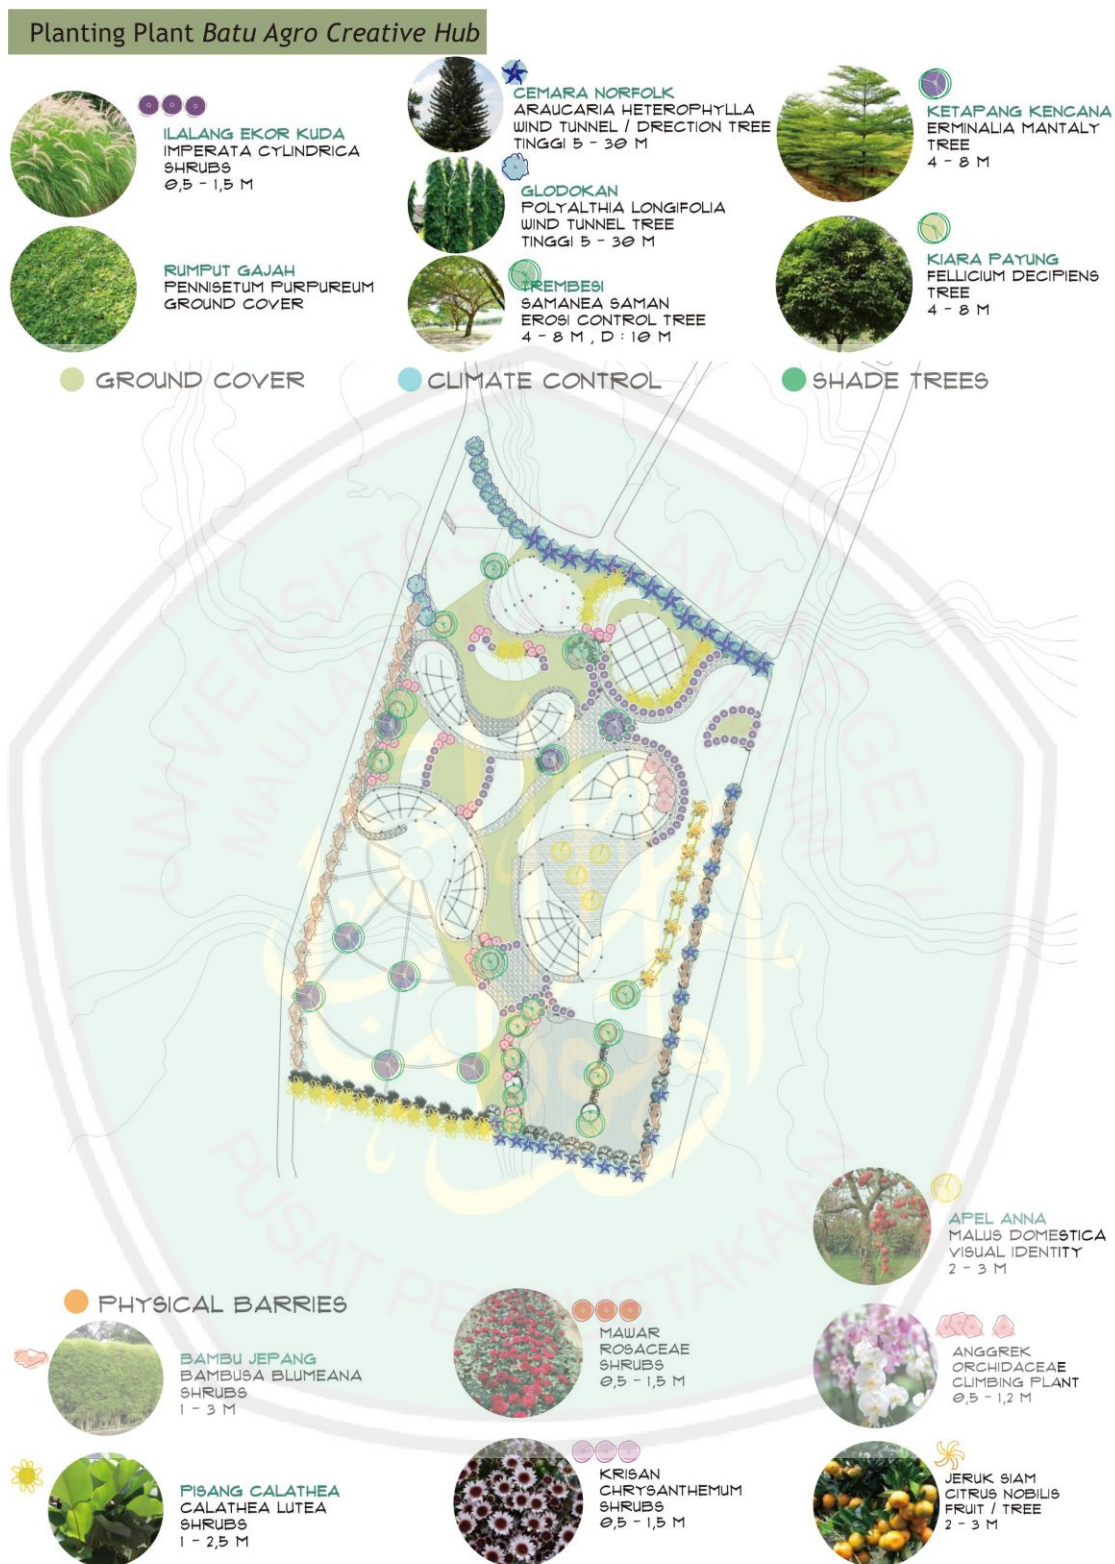 Planting Plant Batu Agro Creative Hub
ILALANG EKOR KUDA
IMPERATA CYLINDRICA
SHRUBS
0,5 - 1,5 M
RUMPUT GAJAH
PENNISETUM PURPUREUM
GROUND COVER
CEMARA NORFOLK
ARAUCARIA HETEROPHYLLA
WIND TUNNEL / DRECTION TREE
TINGGI 5 - 30 M
GLODOKAN
POLYALTHIA LONGIFOLIA
WIND TUNNEL TREE
TINGGI 5 - 30 M
TREMBESI
SAMANEA SAMAN
EROSI CONTROL TREE
4 - 8 M , D : 10 M
KETAPANG KENCANA
ERMINALIA MANTALY
TREE
4 - 8 M
KIARA PAYUNG
FELLICIUM DECIPIENS
TREE
4 - 8 M
GROUND COVER
CLIMATE CONTROL
SHADE TREES
PUSAT PERPUSTAKAAN
APEL ANNA
MALUS DOMESTICA
VISUAL IDENTITY
2 - 3 M
PHYSICAL BARRIES
BAMBU JEPANG
BAMBUSA BLUMEANA
SHRUBS
1 - 3 M
MAWAR
ROSACEAE
SHRUBS
0,5 - 1,5 M
ANGGREK
ORCHIDACEAE
CLIMBING PLANT
0,5 - 1,2 M
PISANG CALATHEA
CALATHEA LUTEA
SHRUBS
1 - 2,5 M
KRISAN
CHRYSANTHEMUM
SHRUBS
0,5 - 1,5 M
JERUK SIAM
CITRUS NOBILIS
FRUIT / TREE
2 - 3 M